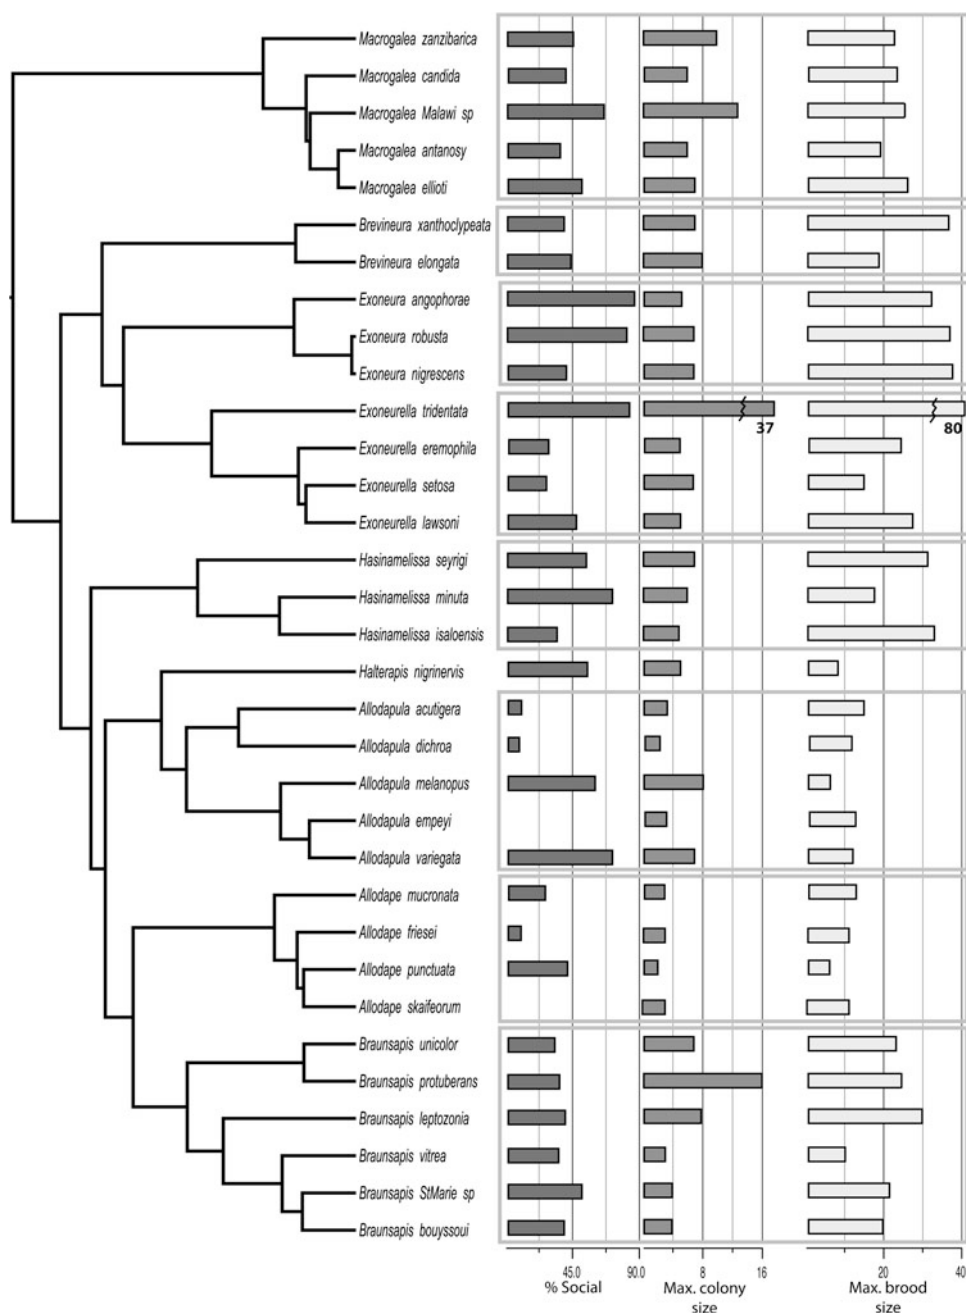 Macrogalea zanzibarica
Macrogalea candida
Macrogalea Malawi sp
Macrogalea antanosy
Macrogalea ellioti
Brevineura xanthoclypeata
Brevineura elongata
Exoneura angophorae
Exoneura robusta
Exoneura nigrescens
Exoneurella tridentata
37
80
Exoneurella eremophila
Exoneurella setosa
Exoneurella lawsoni
Hasinamelissa seyrigi
Hasinamelissa minuta
Hasinamelissa isaloensis
Halterapis nigrinervis
Allodapula acutigera
Allodapula dichroa
Allodapula melanopus
Allodapula empeyi
Allodapula variegata
Allodape mucronata
Allodape friesei
Allodape punctuata
Allodape skaifeorum
Braunsapis unicolor
Braunsapis protuberans
Braunsapis leptozonia
Braunsapis vitrea
Braunsapis StMarie sp
Braunsapis bouyssoui
45.0 90.0 8 16 20 40
% Social
Max. colony
size
Max. brood
size